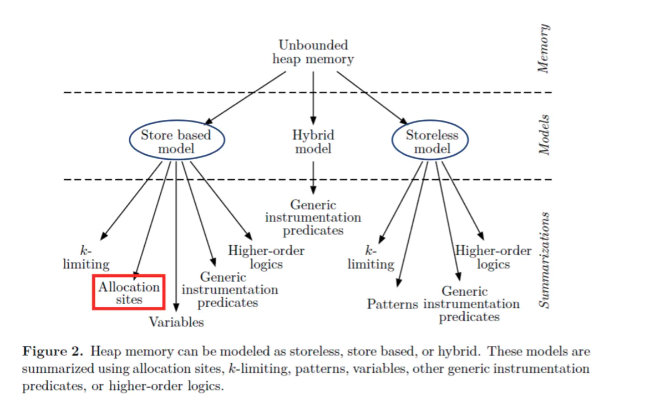 Unbounded
heap memory
Memory
Store based
model
Hybrid
model
Storeless
model
Models
Generic
instrumentation
predicates
k-
limiting
Allocation
sites
Variables
Generic
instrumentation
predicates
Higher-order
logics
k-
limiting
Patterns
Generic
instrumentation
predicates
Higher-order
logics
Summarizations
Figure 2. Heap memory can be modeled as storeless, store based, or hybrid. These models are
summarized using allocation sites, k-limiting, patterns, variables, other generic instrumentation
predicates, or higher-order logics.